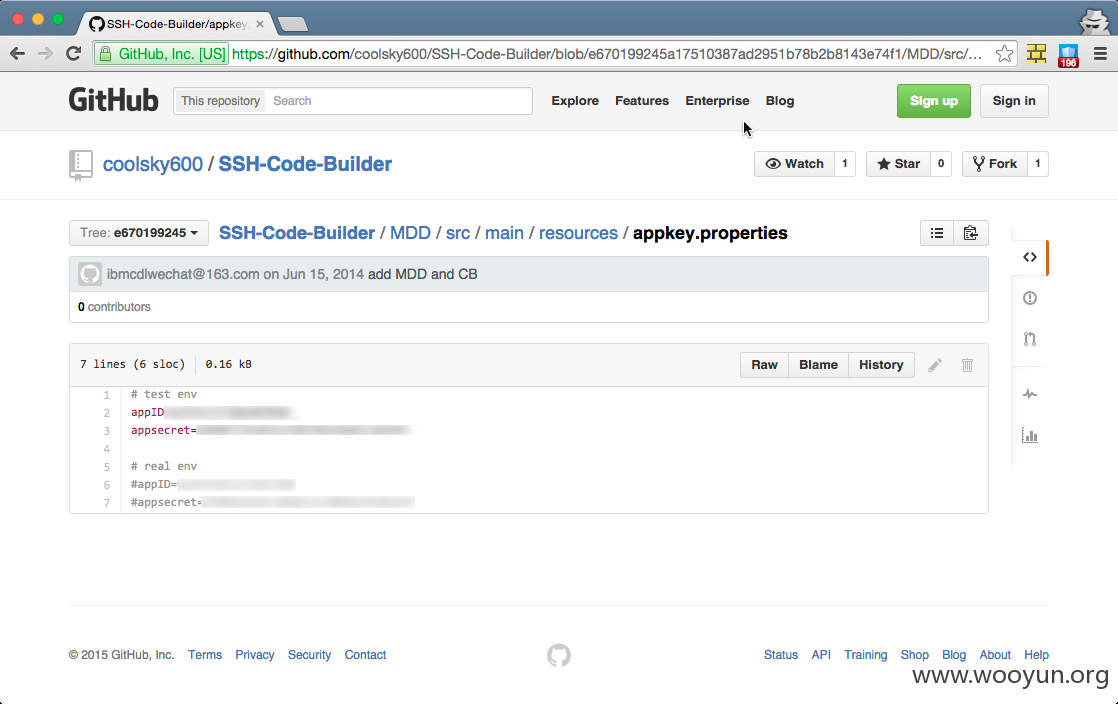 SSH-Code-Builder/appkey
GitHub, Inc. [US] https://github.com/coolsky600/SSH-Code-Builder/blob/e670199245a17510387ad2951b78b2b8143e74f1/MDD/src/...
196
GitHub This repository Search Explore Features Enterprise Blog Sign up Sign in
coolsky600 / SSH-Code-Builder Watch 1 Star 0 Fork 1
Tree: e670199245 SSH-Code-Builder / MDD / src / main / resources / appkey.properties
ibmcdlwechat@163.com on Jun 15, 2014 add MDD and CB
0 contributors
7 lines (6 sloc) 0.16 kB Raw Blame History
1 # test env
2 appID
3 appsecret=
4
5 # real env
6 #appID=
7 #appsecret=
© 2015 GitHub, Inc. Terms Privacy Security Contact Status API Training Shop Blog About Help
www.wooyun.org